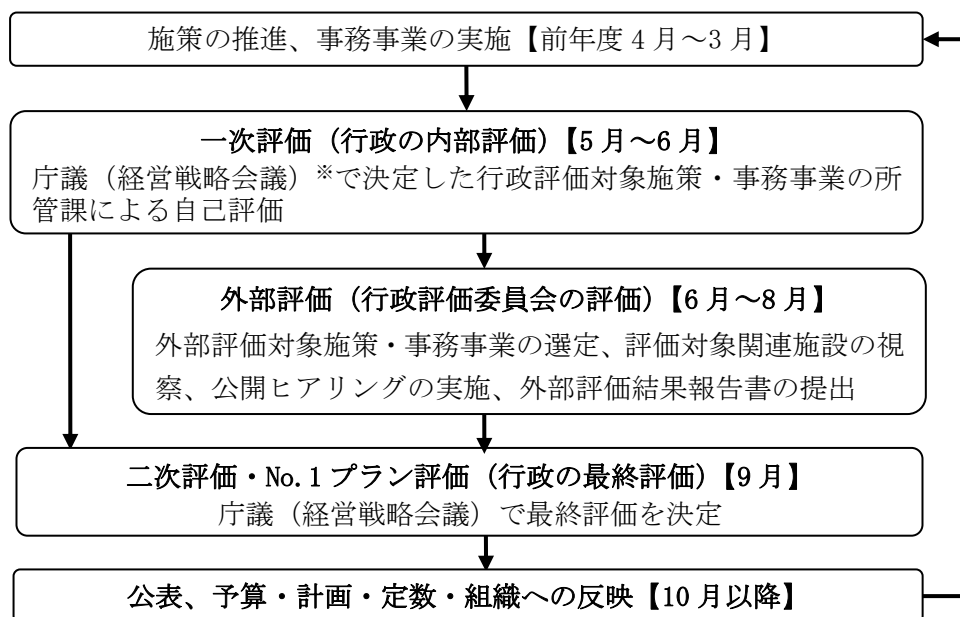 施策の推進、事務事業の実施【前年度 4 月～3 月】
一次評価（行政の内部評価）【5 月～6 月】
庁議（経営戦略会議）※で決定した行政評価対象施策・事務事業の所
管課による自己評価
外部評価（行政評価委員会の評価）【6 月～8 月】
外部評価対象施策・事務事業の選定、評価対象関連施設の視
察、公開ヒアリングの実施、外部評価結果報告書の提出
二次評価・No.1 プラン評価（行政の最終評価）【9 月】
庁議（経営戦略会議）で最終評価を決定
公表、予算・計画・定数・組織への反映【10 月以降】